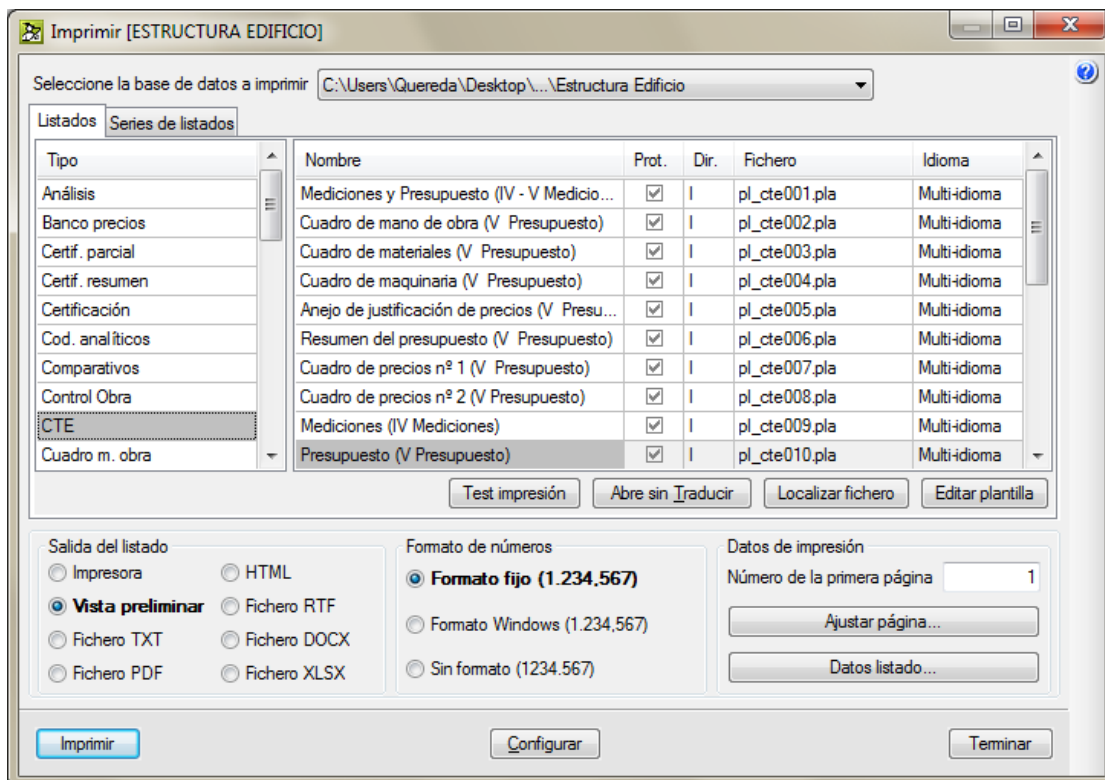 Imprimir [ESTRUCTURA EDIFICIO]
Seleccione la base de datos a imprimir C:\Users\Quereda\Desktop\...\Estructura Edificio
Listados Series de listados
Tipo Nombre Prot. Dir. Fichero Idioma
Análisis Mediciones y Presupuesto (IV - V Medicio... I pl_cte001.pla Multi-idioma
Banco precios Cuadro de mano de obra (V Presupuesto) I pl_cte002.pla Multi-idioma
Certif. parcial Cuadro de materiales (V Presupuesto) I pl_cte003.pla Multi-idioma
Certif. resumen Cuadro de maquinaria (V Presupuesto) I pl_cte004.pla Multi-idioma
Certificación Anejo de justificación de precios (V Presu... I pl_cte005.pla Multi-idioma
Cod. analíticos Resumen del presupuesto (V Presupuesto) I pl_cte006.pla Multi-idioma
Comparativos Cuadro de precios nº 1 (V Presupuesto) I pl_cte007.pla Multi-idioma
Control Obra Cuadro de precios nº 2 (V Presupuesto) I pl_cte008.pla Multi-idioma
CTE Mediciones (IV Mediciones) I pl_cte009.pla Multi-idioma
Cuadro m. obra Presupuesto (V Presupuesto) I pl_cte010.pla Multi-idioma
Test impresión Abre sin Traducir Localizar fichero Editar plantilla
Salida del listado Formato de números Datos de impresión
Impresora HTML Formato fijo (1.234,567) Número de la primera página 1
Vista preliminar Fichero RTF Formato Windows (1.234,567) Ajustar página...
Fichero TXT Fichero DOCX
Fichero PDF Fichero XLSX Sin formato (1234.567) Datos listado...
Imprimir Configurar Terminar